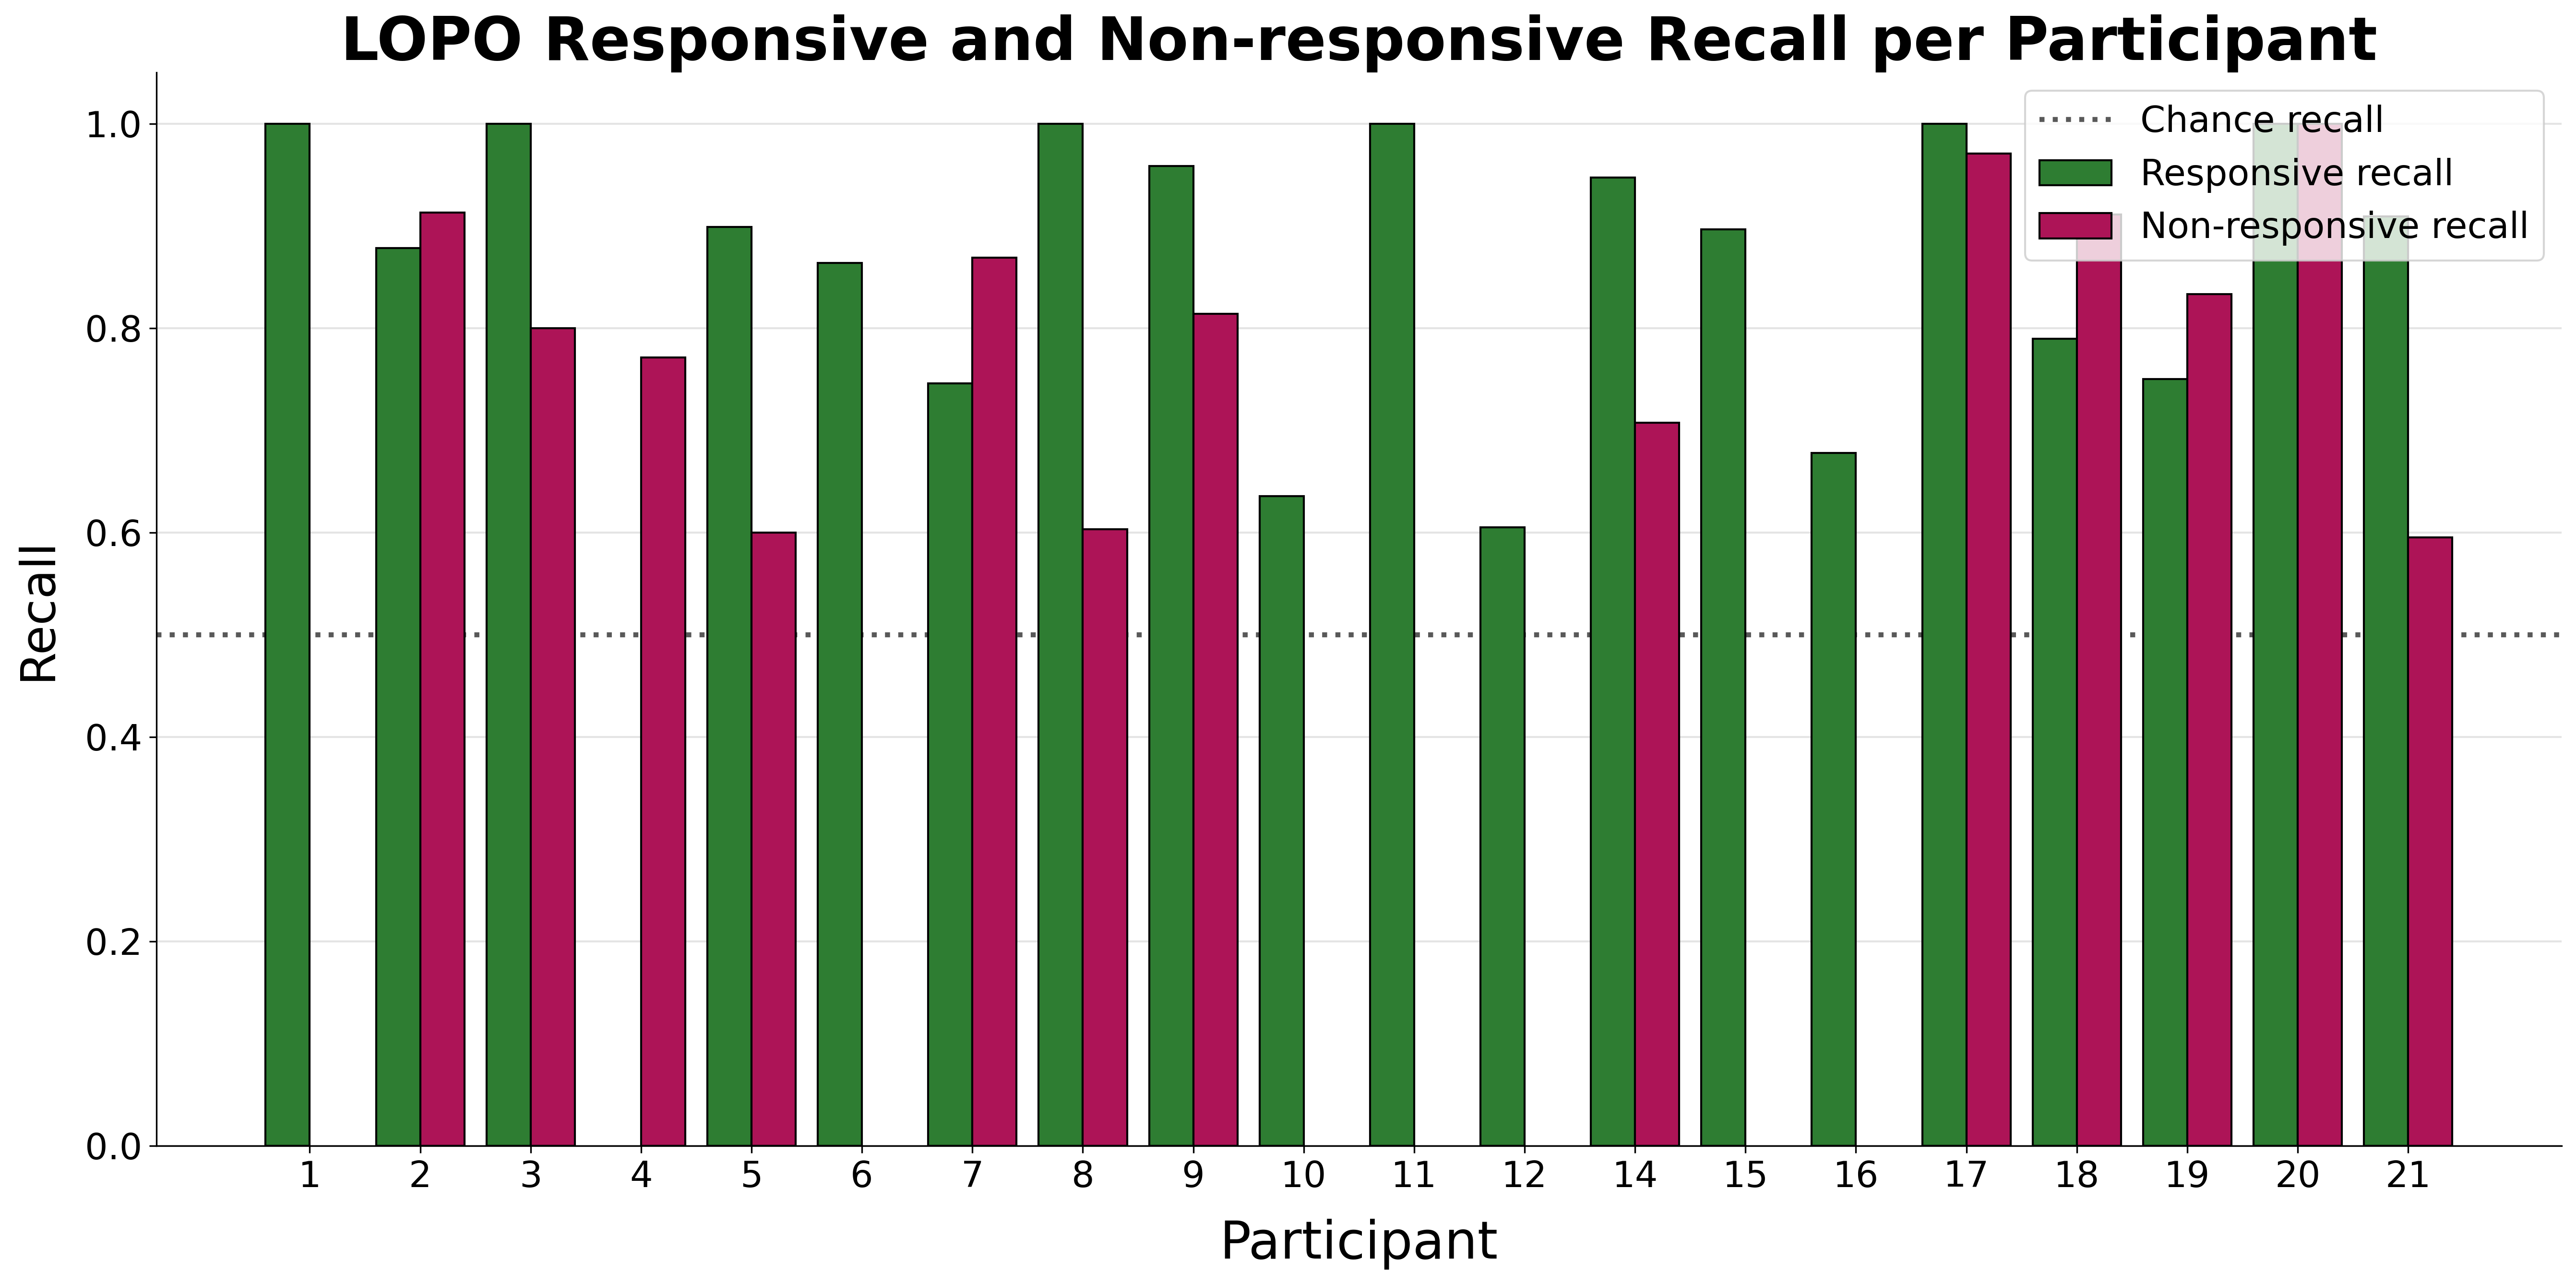 LOPO Responsive and Non-responsive Recall per Participant
Chance recall
Responsive recall
Non-responsive recall
Recall
1.0
0.8
0.6
0.4
0.2
0.0
1 2 3 4 5 6 7 8 9 10 11 12 14 15 16 17 18 19 20 21
Participant